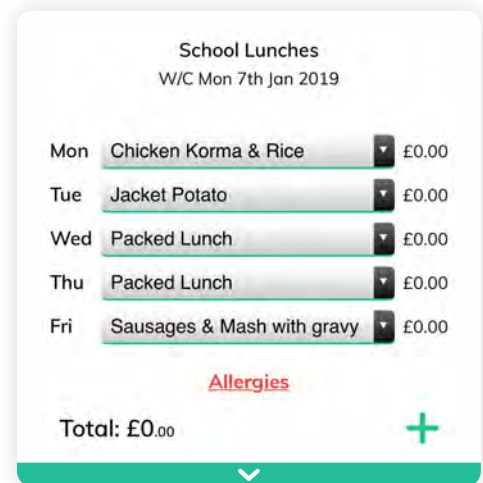 School Lunches
W/C Mon 7th Jan 2019
Mon Chicken Korma & Rice £0.00
Tue Jacket Potato £0.00
Wed Packed Lunch £0.00
Thu Packed Lunch £0.00
Fri Sausages & Mash with gravy £0.00
Allergies
Total: £0.00